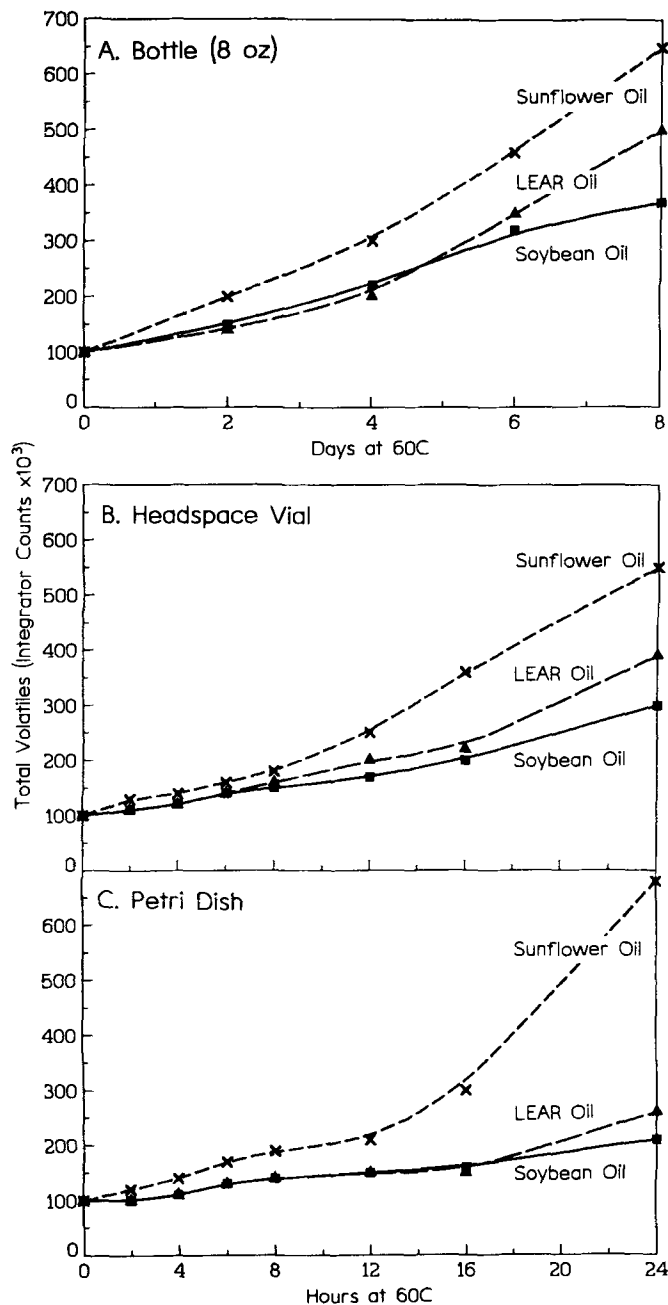 Total Volatiles (Integrator Counts x10³)
A. Bottle (8 oz)
700
600
500
400
300
200
100
0
Sunflower Oil
LEAR Oil
Soybean Oil
0 2 4 6 8
Days at 60C
B. Headspace Vial
700
600
500
400
300
200
100
0
Sunflower Oil
LEAR Oil
Soybean Oil
C. Petri Dish
600
500
400
300
200
100
0
Sunflower Oil
LEAR Oil
Soybean Oil
0 4 8 12 16 20 24
Hours at 60C